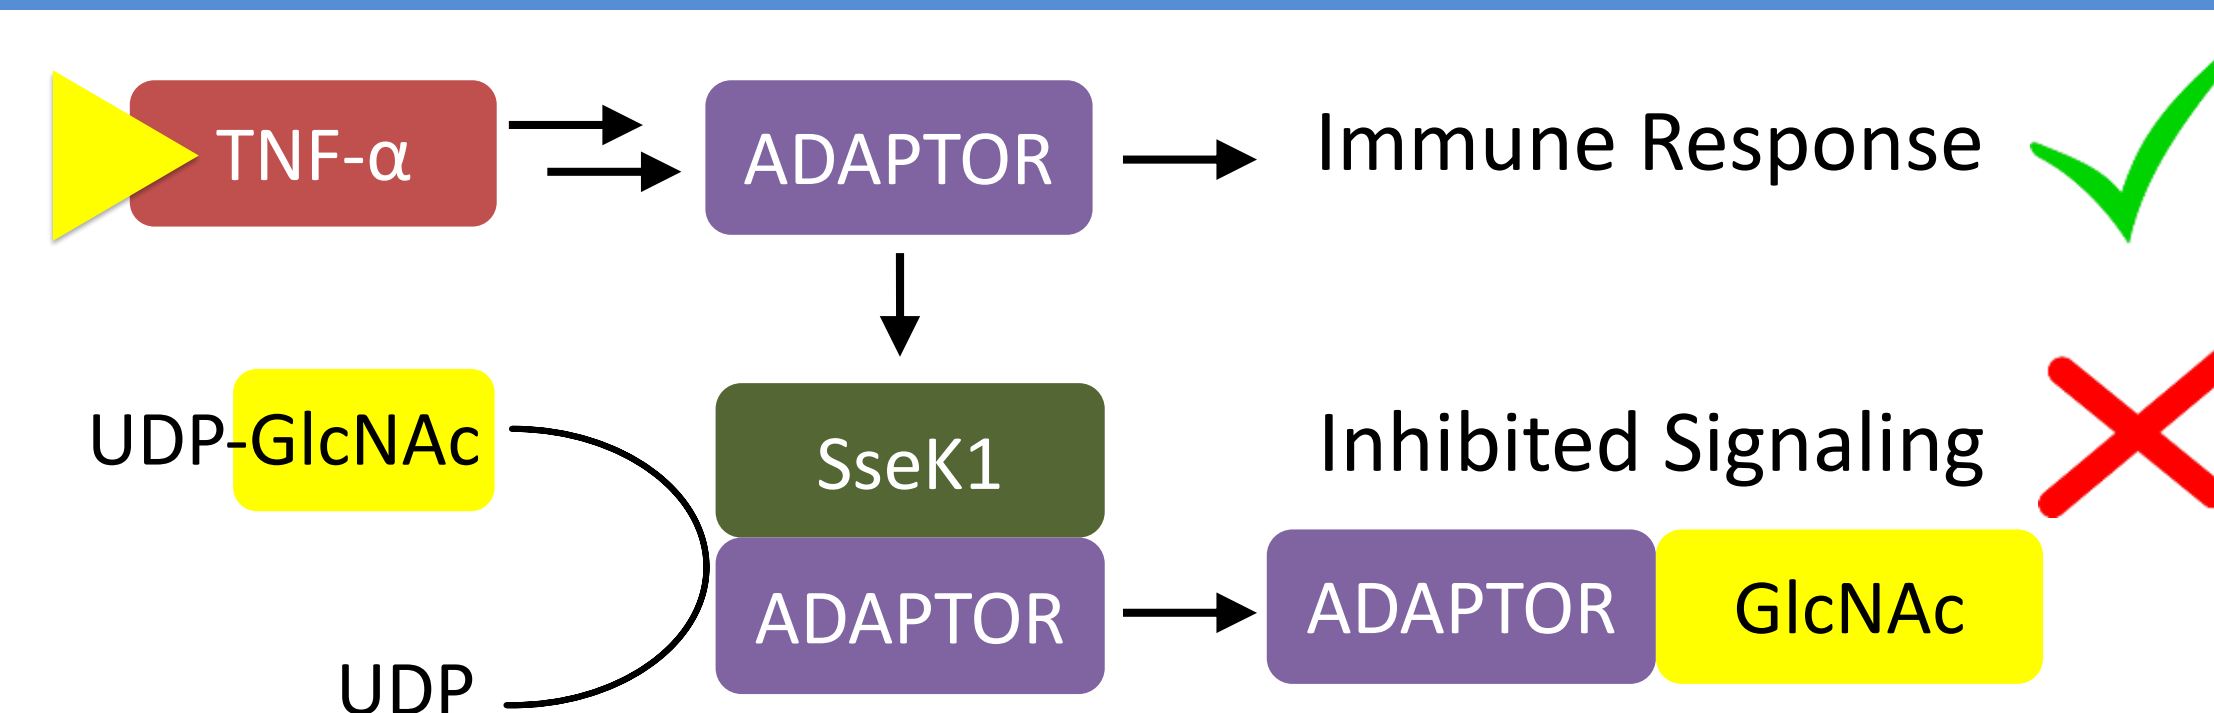 TNF-α
ADAPTOR
Immune Response
UDP-GlcNAc
SseK1
Inhibited Signaling
ADAPTOR
ADAPTOR
GlcNAc
UDP